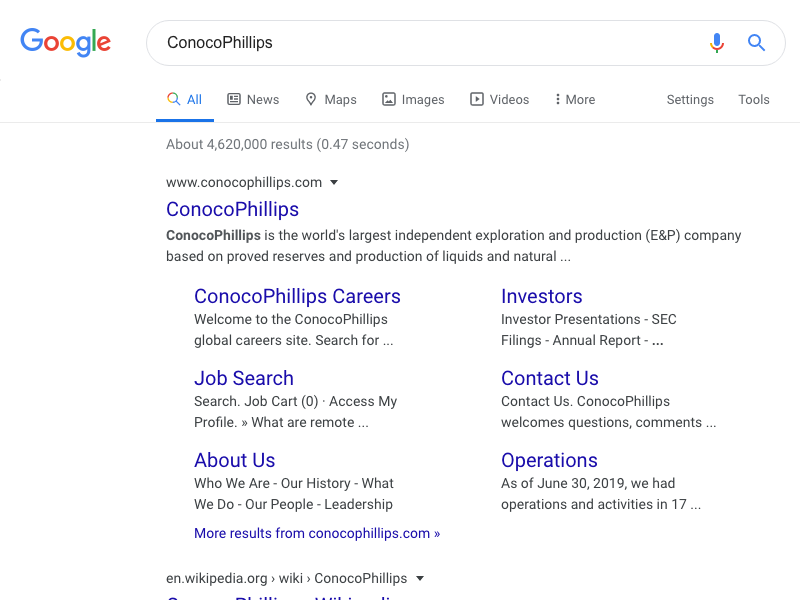 Google
ConocoPhillips
All News Maps Images Videos More Settings Tools
About 4,620,000 results (0.47 seconds)
www.conocophillips.com
ConocoPhillips
ConocoPhillips is the world's largest independent exploration and production (E&P) company
based on proved reserves and production of liquids and natural ...
ConocoPhillips Careers
Welcome to the ConocoPhillips
global careers site. Search for ...
Investors
Investor Presentations - SEC
Filings - Annual Report - ...
Job Search
Search. Job Cart (0) · Access My
Profile. » What are remote ...
Contact Us
Contact Us. ConocoPhillips
welcomes questions, comments ...
About Us
Who We Are - Our History - What
We Do - Our People - Leadership
Operations
As of June 30, 2019, we had
operations and activities in 17 ...
More results from conocophillips.com »
en.wikipedia.org › wiki › ConocoPhillips